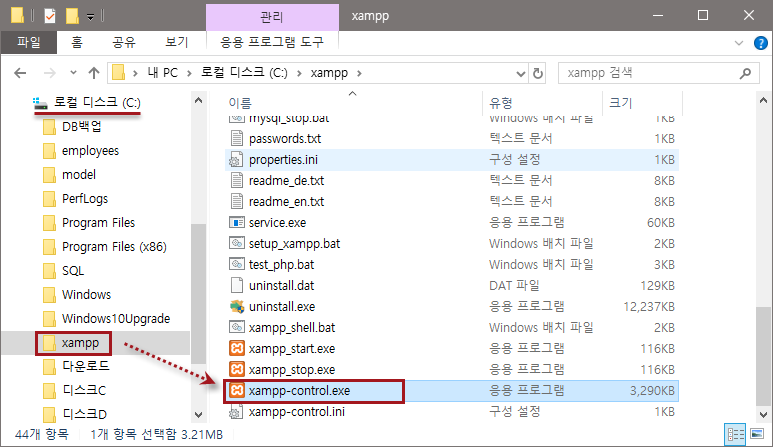 관리
xampp
파일
홈
공유
보기
응용 프로그램 도구
내 PC > 로컬 디스크 (C:) > xampp >
xampp 검색
로컬 디스크 (C:)
DB백업
employees
model
PerfLogs
Program Files
Program Files (x86)
SQL
Windows
Windows10Upgrade
xampp
다운로드
디스크C
디스크D
이름 유형 크기
mysql_stop.bat Windows 배치 파일 1KB
passwords.txt 텍스트 문서 1KB
properties.ini 구성 설정 1KB
readme_de.txt 텍스트 문서 8KB
readme_en.txt 텍스트 문서 8KB
service.exe 응용 프로그램 60KB
setup_xampp.bat Windows 배치 파일 2KB
test_php.bat Windows 배치 파일 3KB
uninstall.dat DAT 파일 129KB
uninstall.exe 응용 프로그램 12,237KB
xampp_shell.bat Windows 배치 파일 2KB
xampp_start.exe 응용 프로그램 116KB
xampp_stop.exe 응용 프로그램 116KB
xampp-control.exe 응용 프로그램 3,290KB
xampp-control.ini 구성 설정 1KB
44개 항목 1개 항목 선택함 3.21MB